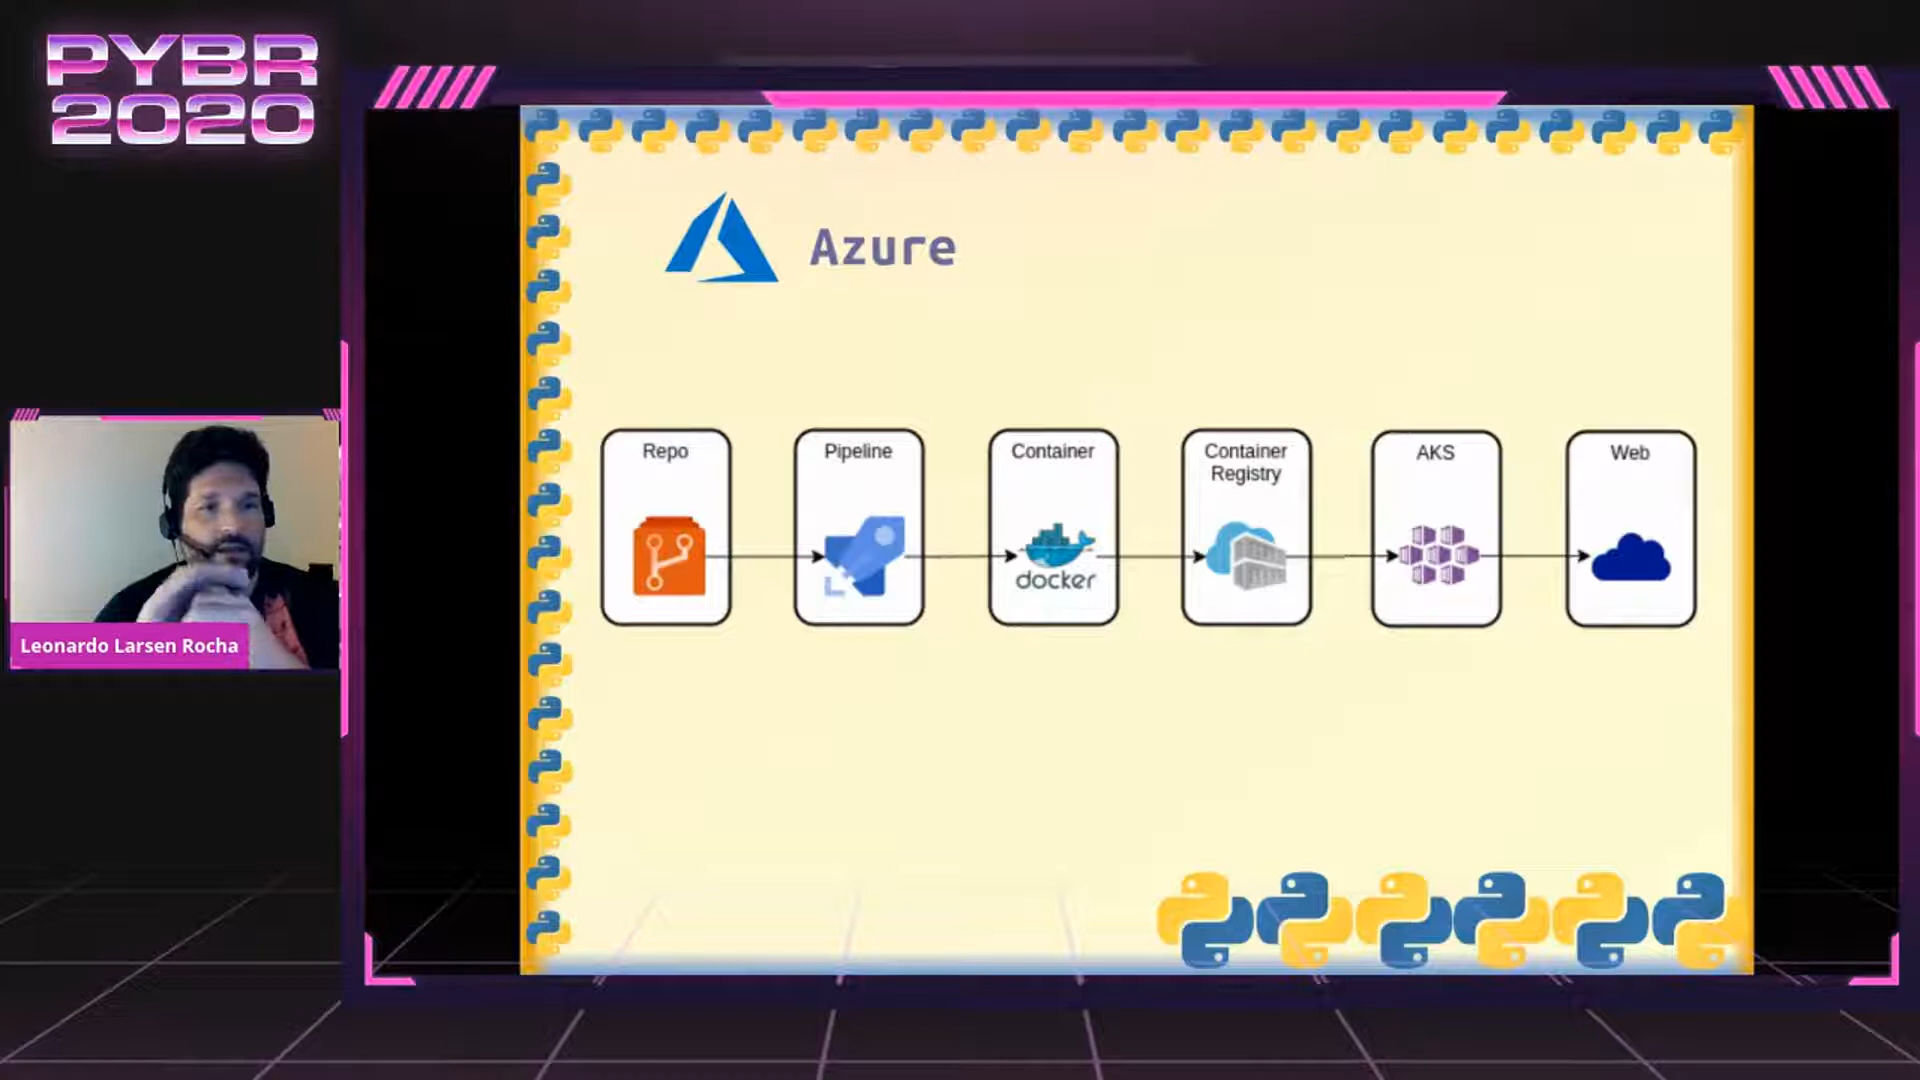 PYBR
2020
Azure
Repo
Pipeline
Container
Container
Registry
AKS
Web
docker
Leonardo Larsen Rocha